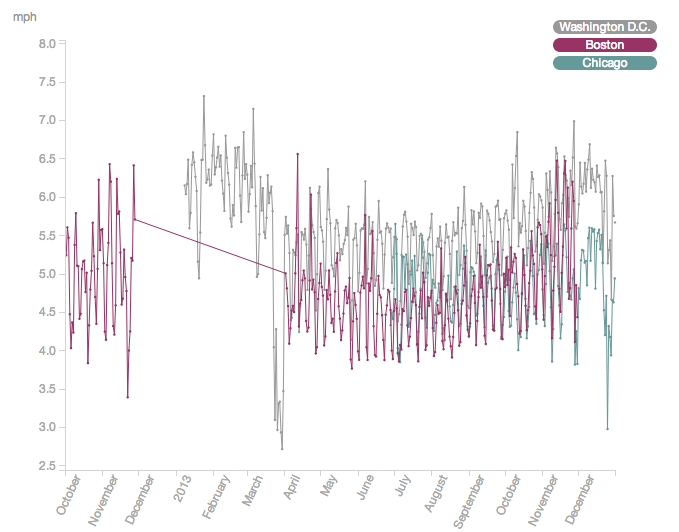 mph
Washington D.C.
Boston
Chicago
8.0
7.5
7.0
6.5
6.0
5.5
5.0
4.5
4.0
3.5
3.0
2.5
October
November
December
2013
February
March
April
May
June
July
August
September
October
November
December